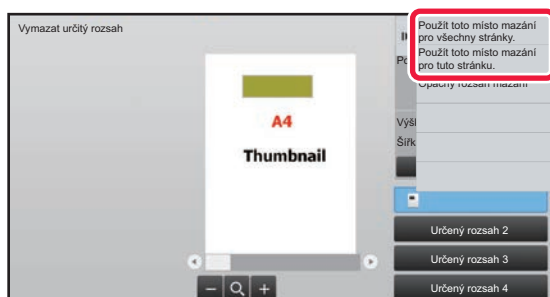 Vymazat určitý rozsah
Použít toto místo mazání
pro všechny stránky.
Použít toto místo mazání
pro tuto stránku.
Opačný rozsah mazání
A4
Thumbnail
Výš
Šířk
Určený rozsah 2
Určený rozsah 3
Určený rozsah 4